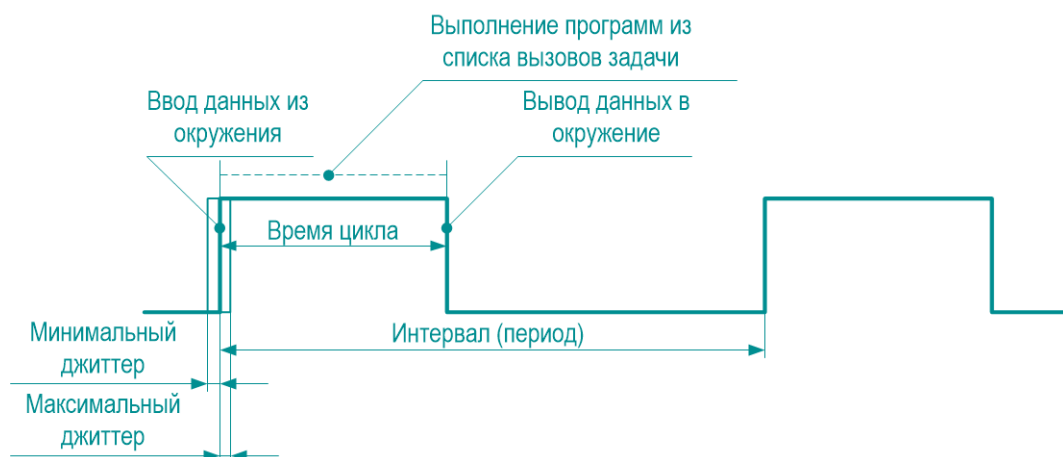 Выполнение программ из
списка вызовов задачи
Ввод данных из
окружения
Вывод данных в
окружение
Время цикла
Интервал (период)
Минимальный
джиттер
Максимальный
джиттер